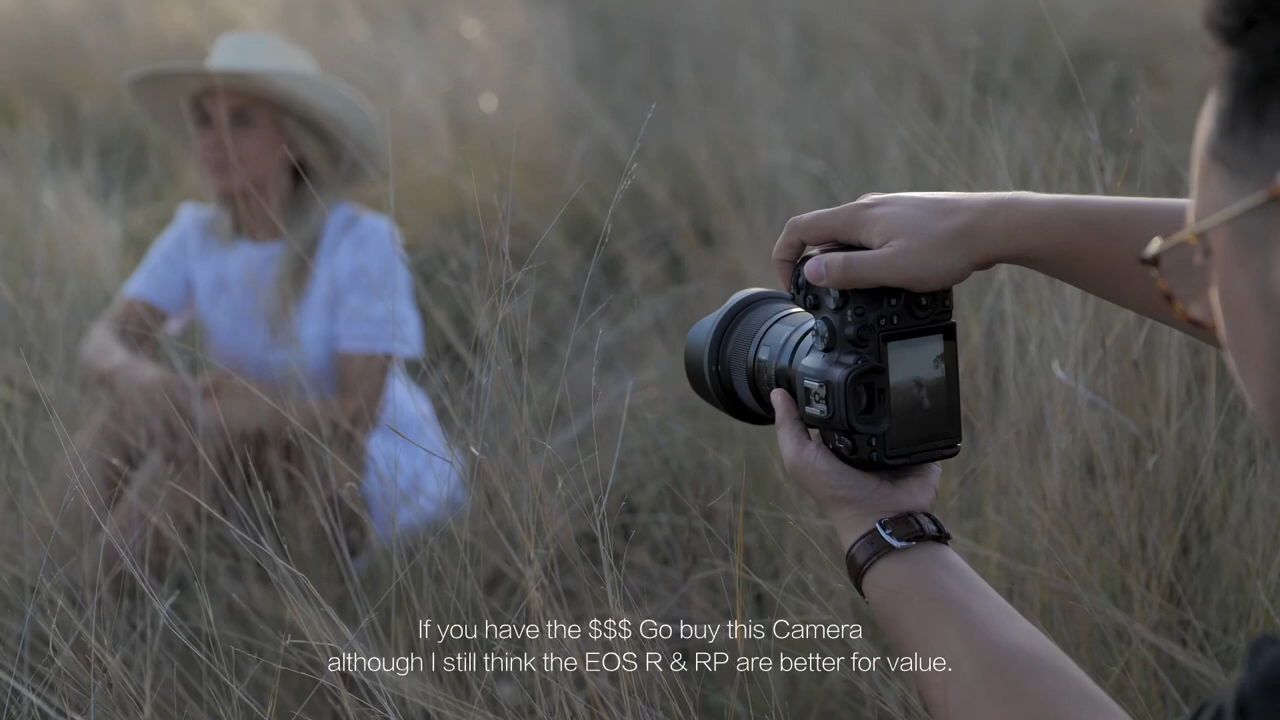 If you have the $$$ Go buy this Camera
although I still think the EOS R & RP are better for value.